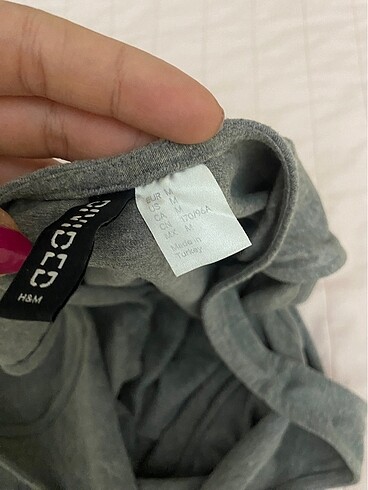 DIVIDED
H&M
EUR M
US M
CA M
CN 170/96A
MX M
Made in
Turkey